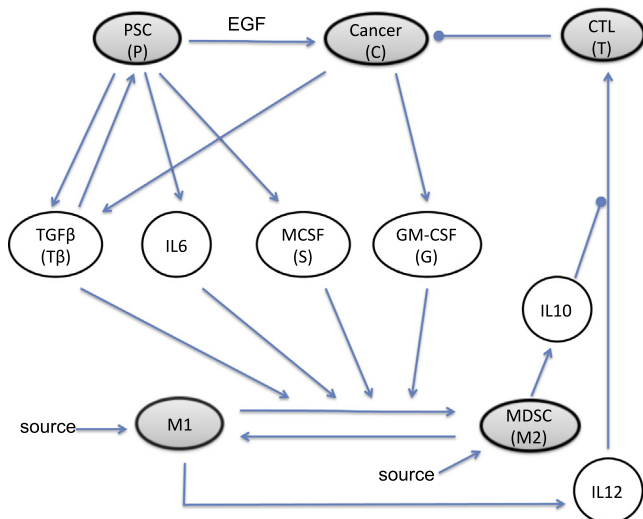 PSC
(P)
EGF
Cancer
(C)
CTL
(T)
TGFβ
(Tβ)
IL6
MCSF
(S)
GM-CSF
(G)
IL10
M1
MDSC
(M2)
source
source
IL12